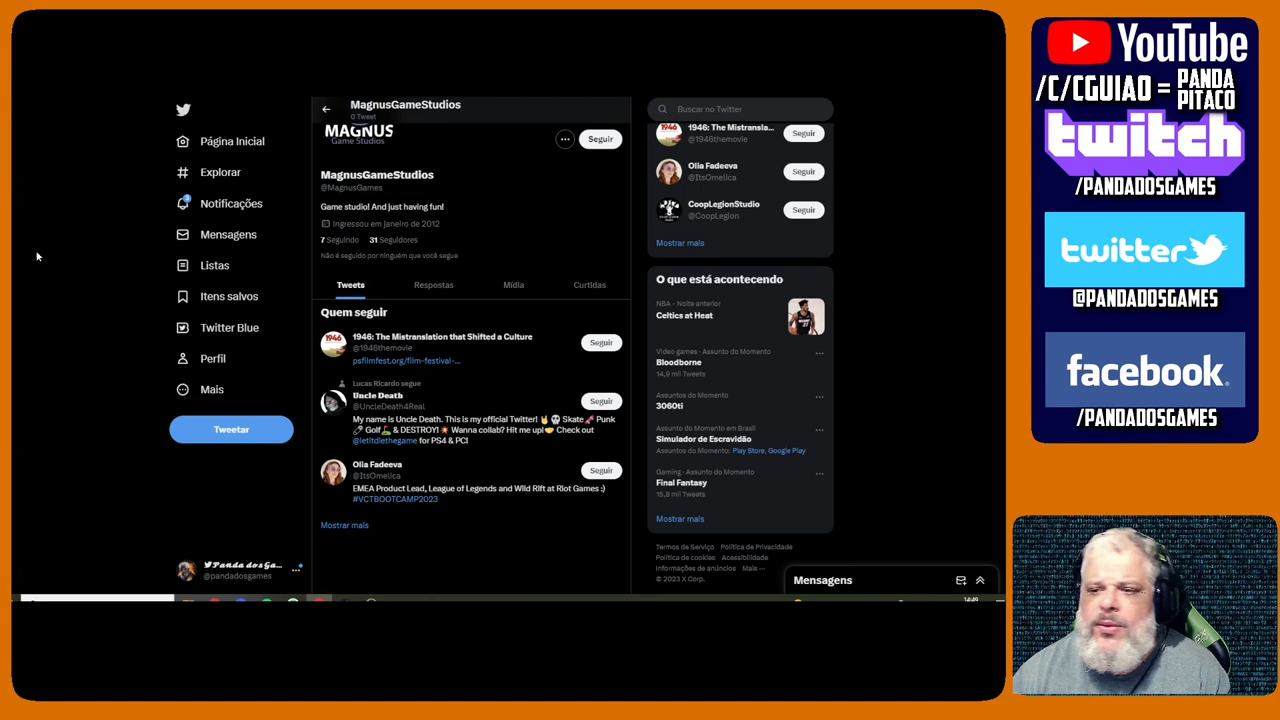 Página Inicial
Explorar
3
Notificações
Mensagens
Listas
Itens salvos
Twitter Blue
Perfil
Mais
Tweetar
Panda dosGa...
@pandadosgames
MagnusGameStudios
0 Tweet
MAGNUS
Game Studios
Seguir
MagnusGameStudios
@MagnusGames
Game studio! And just having fun!
Ingressou em janeiro de 2012
7 Seguindo 31 Seguidores
Não é seguido por ninguém que você segue
Tweets Respostas Mídia Curtidas
Quem seguir
1946: The Mistranslation that Shifted a Culture
@1946themovie
psfilmfest.org/film-festival-...
Seguir
Lucas Ricardo segue
Uncle Death
@UncleDeath4Real
Seguir
My name is Uncle Death. This is my official Twitter! 🤘💀 Skate🛹 Punk
🎤 Golf⛳ & DESTROY!💥 Wanna collab? Hit me up!🤝 Check out
@letitdiethegame for PS4 & PC!
Olia Fadeeva
@ItsOmelica
Seguir
EMEA Product Lead, League of Legends and Wild Rift at Riot Games :)
#VCTBOOTCAMP2023
Mostrar mais
Buscar no Twitter
1946: The Mistransla...
@1946themovie
Seguir
Olia Fadeeva
@ItsOmelica
Seguir
CoopLegionStudio
@CoopLegion
Seguir
Mostrar mais
O que está acontecendo
NBA · Noite anterior
Celtics at Heat
Video games · Assunto do Momento
Bloodborne
14,9 mil Tweets
Assuntos do Momento
3060ti
Assunto do Momento em Brasil
Simulador de Escravidão
Assuntos do Momento: Play Store, Google Play
Gaming · Assunto do Momento
Final Fantasy
15,9 mil Tweets
Mostrar mais
Termos de Serviço Política de Privacidade
Política de cookies Acessibilidade
Informações de anúncios Mais ···
© 2023 X Corp.
Mensagens
14:49
YouTube
/C/CGUIAO = PANDA PITACO
twitch
/PANDADOSGAMES
twitter
@PANDADOSGAMES
facebook
/PANDADOSGAMES